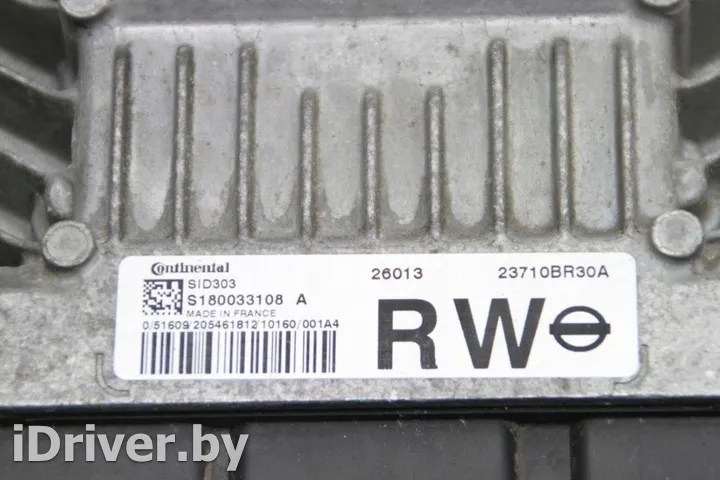 Continental
SID303
S180033108 A
MADE IN FRANCE
0/51609/205461812/10160/001A4
26013 23710BR30A
RW
iDriver.by